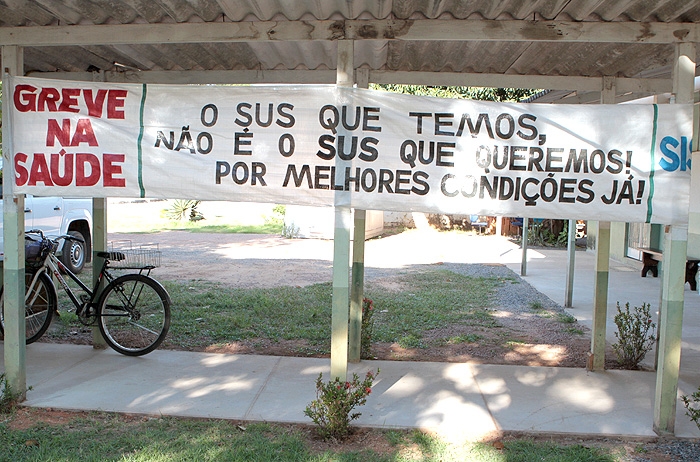 GREVE
NA
SAÚDE
O SUS QUE TEMOS,
NÃO É O SUS QUE QUEREMOS!
POR MELHORES CONDIÇÕES JÁ!